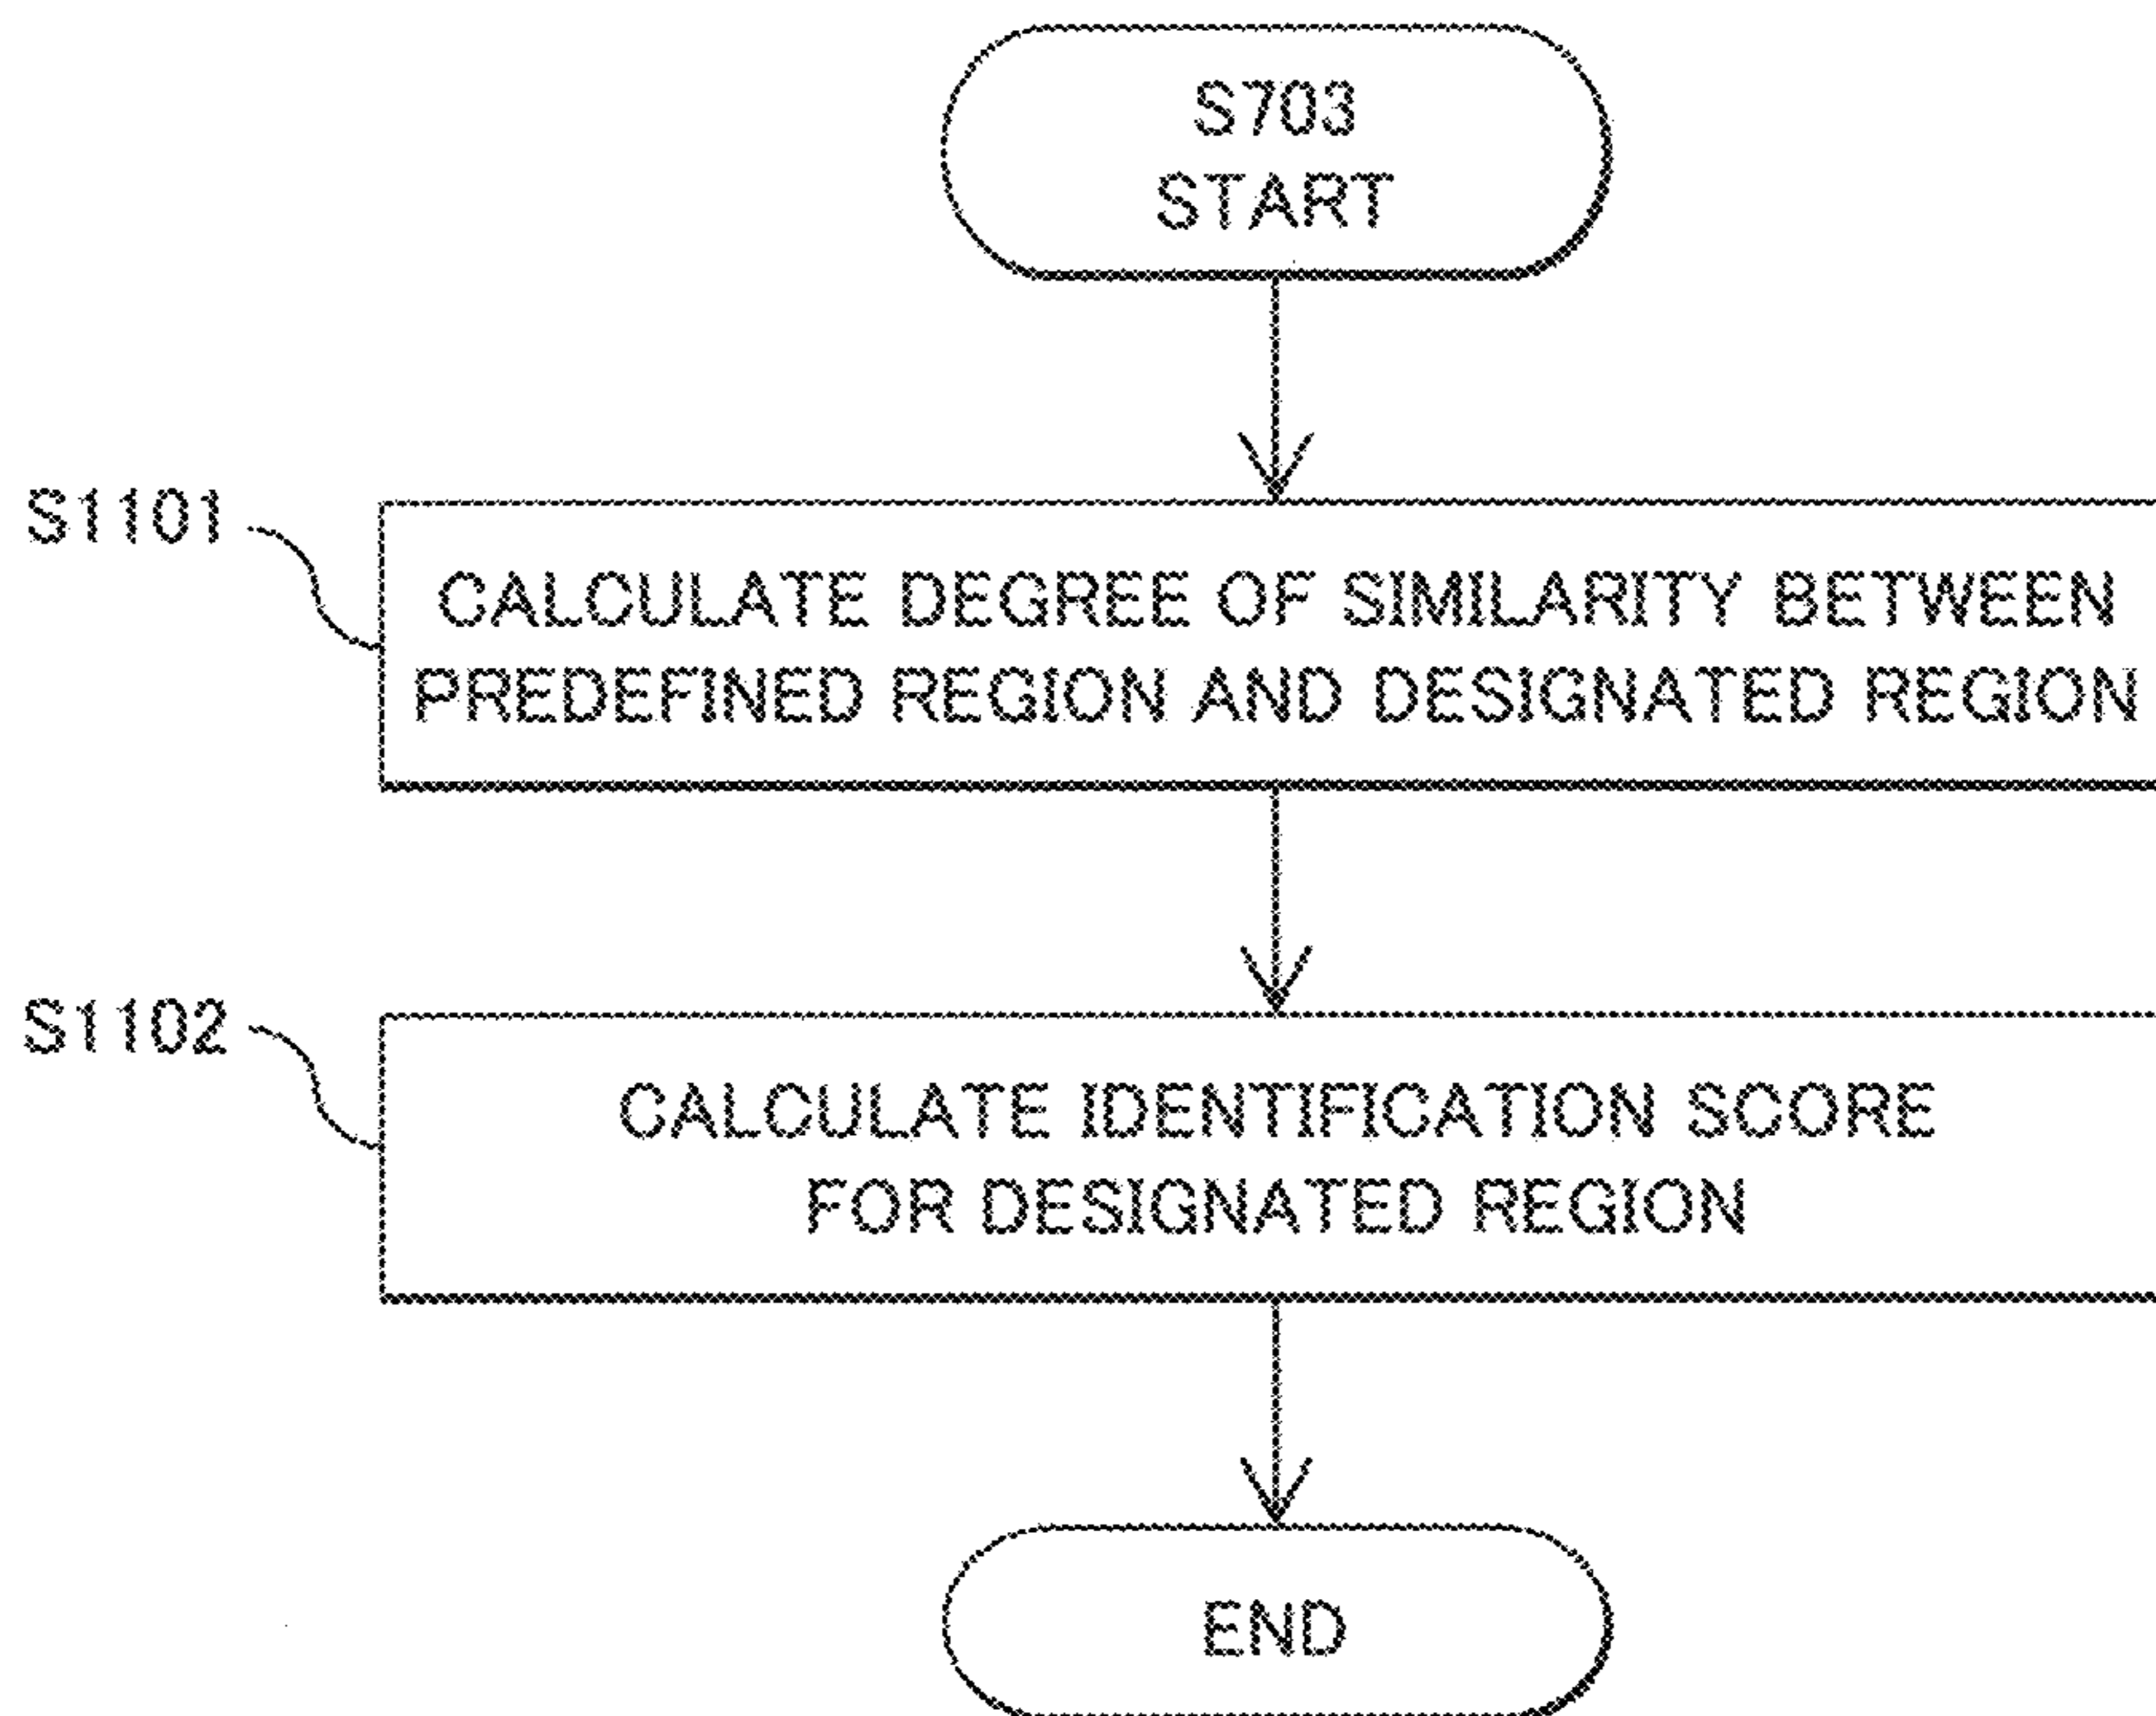 S703
START
S1101
CALCULATE DEGREE OF SIMILARITY BETWEEN
PREDEFINED REGION AND DESIGNATED REGION
S1102
CALCULATE IDENTIFICATION SCORE
FOR DESIGNATED REGION
END